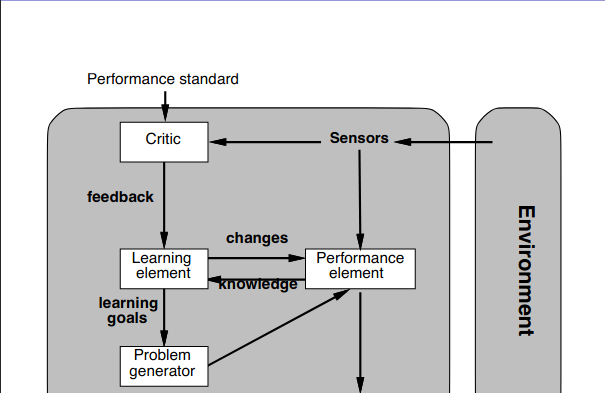 Performance standard
Critic
Sensors
feedback
changes
Learning
element
Performance
element
knowledge
learning
goals
Problem
generator
Environment